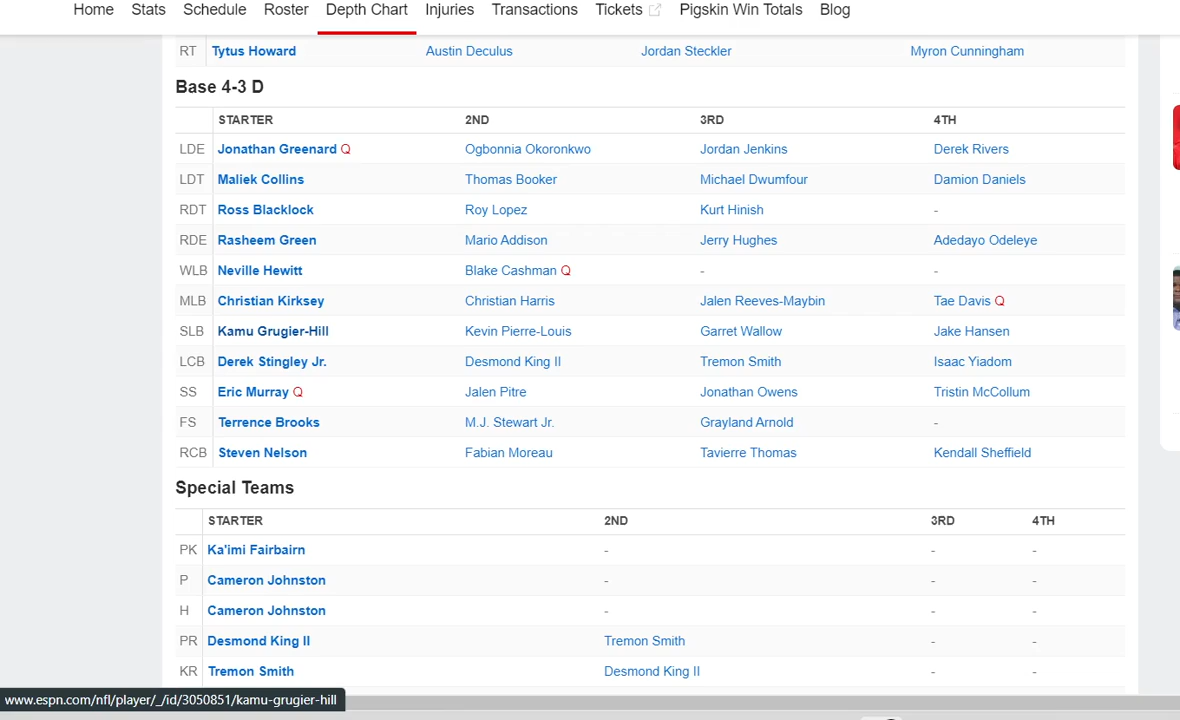 Home Stats Schedule Roster Depth Chart Injuries Transactions Tickets Pigskin Win Totals Blog
RT Tytus Howard Austin Deculus Jordan Steckler Myron Cunningham
Base 4-3 D
STARTER 2ND 3RD 4TH
LDE Jonathan Greenard Q Ogbonnia Okoronkwo Jordan Jenkins Derek Rivers
LDT Maliek Collins Thomas Booker Michael Dwumfour Damion Daniels
RDT Ross Blacklock Roy Lopez Kurt Hinish -
RDE Rasheem Green Mario Addison Jerry Hughes Adedayo Odeleye
WLB Neville Hewitt Blake Cashman Q - -
MLB Christian Kirksey Christian Harris Jalen Reeves-Maybin Tae Davis Q
SLB Kamu Grugier-Hill Kevin Pierre-Louis Garret Wallow Jake Hansen
LCB Derek Stingley Jr. Desmond King II Tremon Smith Isaac Yiadom
SS Eric Murray Q Jalen Pitre Jonathan Owens Tristin McCollum
FS Terrence Brooks M.J. Stewart Jr. Grayland Arnold -
RCB Steven Nelson Fabian Moreau Tavierre Thomas Kendall Sheffield
Special Teams
STARTER 2ND 3RD 4TH
PK Ka'imi Fairbairn - - -
P Cameron Johnston - - -
H Cameron Johnston - - -
PR Desmond King II Tremon Smith - -
KR Tremon Smith Desmond King II - -
www.espn.com/nfl/player/_/id/3050851/kamu-grugier-hill